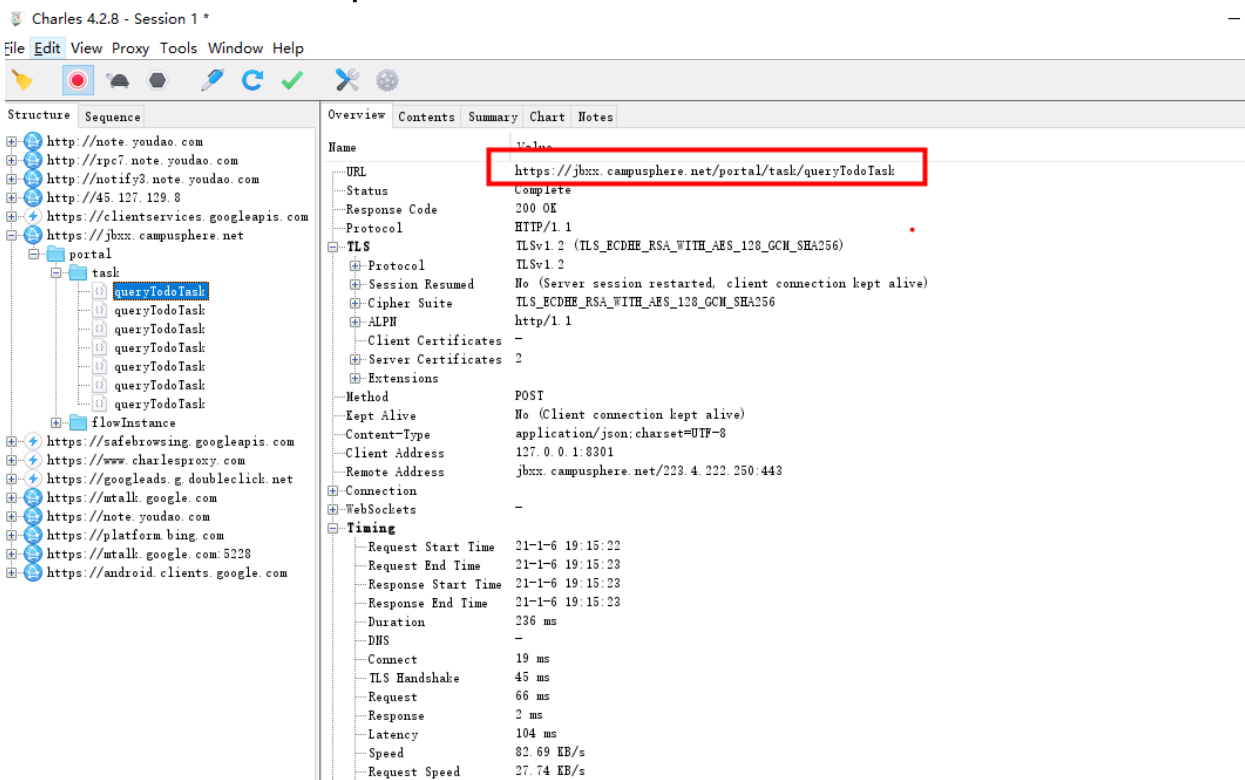 Charles 4.2.8 - Session 1 *
File Edit View Proxy Tools Window Help
Structure Sequence
http://note.youdao.com
http://rpc7.note.youdao.com
http://notify3.note.youdao.com
http://45.127.129.8
https://clientservices.googleapis.com
https://jbxx.campusphere.net
portal
task
queryTodoTask
queryTodoTask
queryTodoTask
queryTodoTask
queryTodoTask
queryTodoTask
queryTodoTask
flowInstance
https://safebrowsing.googleapis.com
https://www.charlesproxy.com
https://googleads.g.doubleclick.net
https://mtalk.google.com
https://note.youdao.com
https://platform.bing.com
https://mtalk.google.com:5228
https://android.clients.google.com
Overview Contents Summary Chart Notes
Name Value
URL https://jbxx.campusphere.net/portal/task/queryTodoTask
Status Complete
Response Code 200 OK
Protocol HTTP/1.1
TLS TLSv1.2 (TLS_ECDHE_RSA_WITH_AES_128_GCM_SHA256)
Protocol TLSv1.2
Session Resumed No (Server session restarted, client connection kept alive)
Cipher Suite TLS_ECDHE_RSA_WITH_AES_128_GCM_SHA256
ALPN http/1.1
Client Certificates -
Server Certificates 2
Extensions
Method POST
Kept Alive No (Client connection kept alive)
Content-Type application/json;charset=UTF-8
Client Address 127.0.0.1:8301
Remote Address jbxx.campusphere.net/223.4.222.250:443
Connection
WebSockets -
Timing
Request Start Time 21-1-6 19:15:22
Request End Time 21-1-6 19:15:23
Response Start Time 21-1-6 19:15:23
Response End Time 21-1-6 19:15:23
Duration 236 ms
DNS -
Connect 19 ms
TLS Handshake 45 ms
Request 66 ms
Response 2 ms
Latency 104 ms
Speed 82.69 KB/s
Request Speed 27.74 KB/s